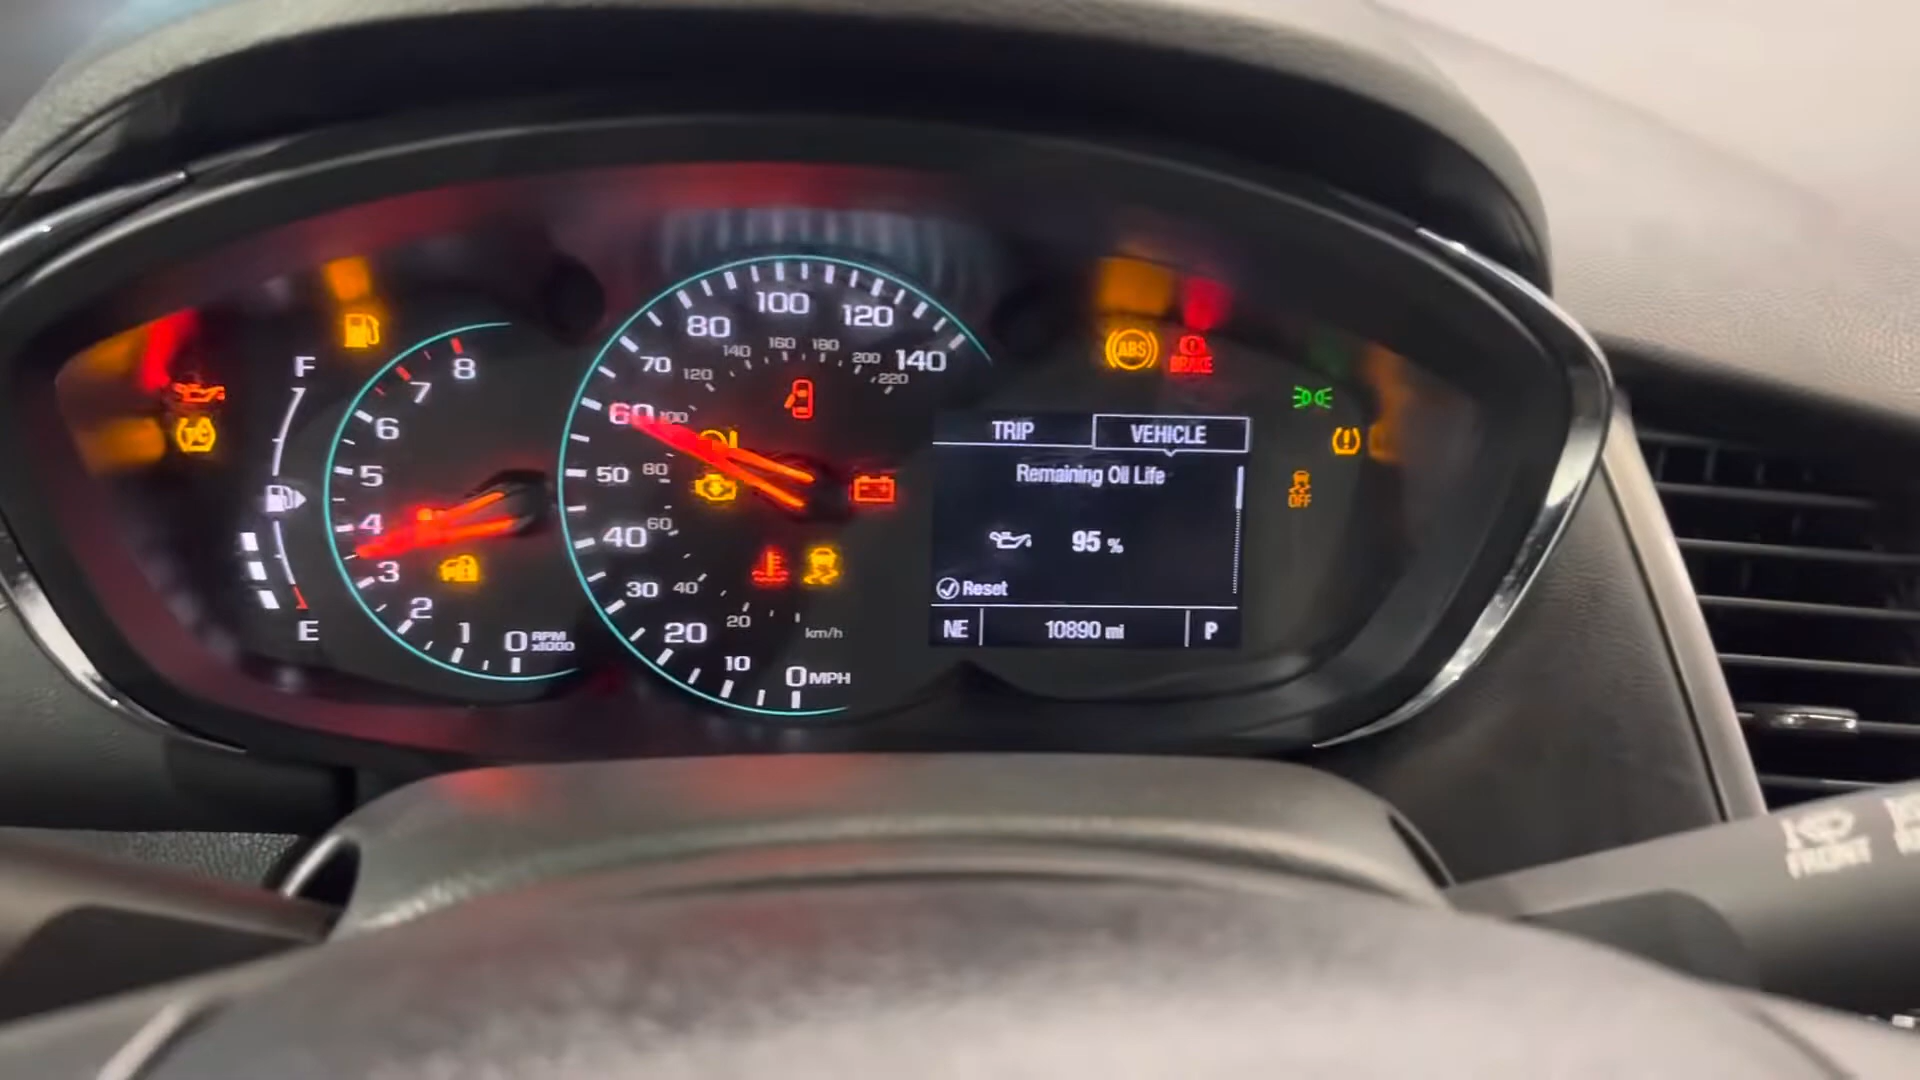 F
E
8
7
6
5
4
3
2
1
0 RPM x1000
100
80
120
70
140
60
50
40
30
20
10
0 MPH
160
140
180
120
200
220
100
80
60
40
20
km/h
ABS
BRAKE
OFF
TRIP
VEHICLE
Remaining Oil Life
95 %
Reset
NE
10890 mi
P
FRONT